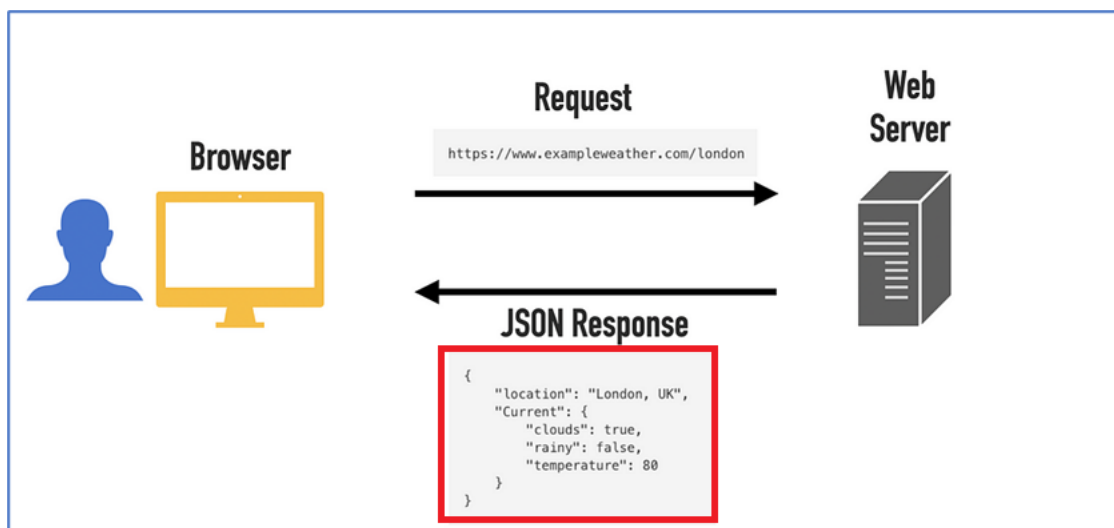 Browser
Request
https://www.exampleweather.com/london
Web
Server
JSON Response
{
    "location": "London, UK",
    "Current": {
        "clouds": true,
        "rainy": false,
        "temperature": 80
    }
}